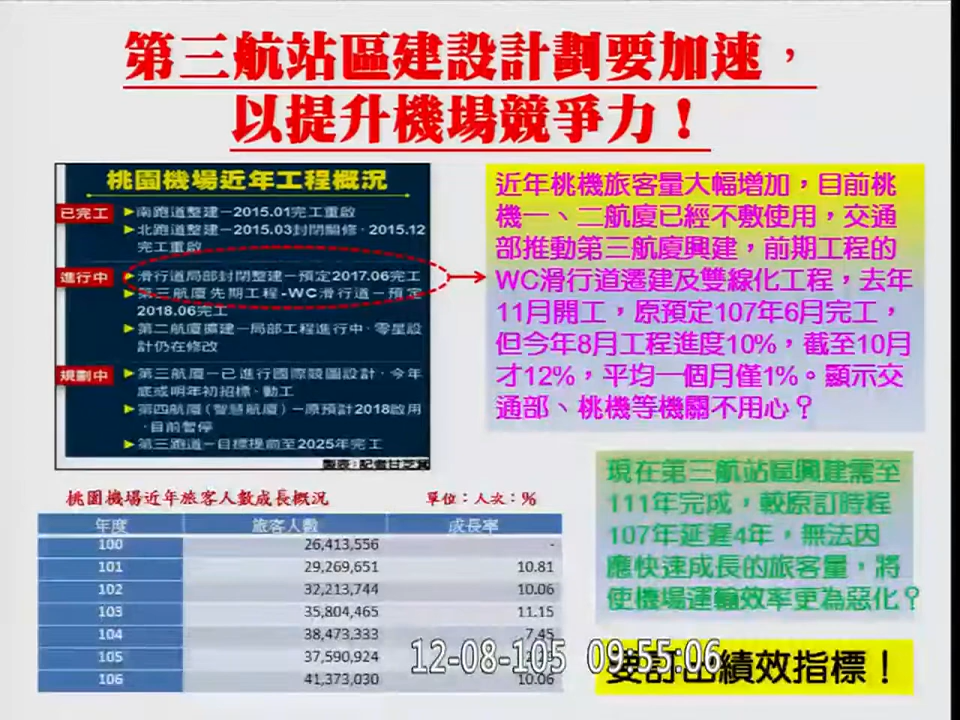 第三航站區建設計劃要加速，
以提升機場競爭力！
桃園機場近年工程概況
已完工
▶南跑道整建－2015.01完工重啟
▶北跑道整建－2015.03封閉關修，2015.12
完工重啟
進行中
▶滑行道局部封閉整建－預定2017.06完工
▶第三航廈先期工程-WC滑行道－預定
2018.06完工
▶第二航廈擴建－局部工程進行中，零星設
計仍在修改
規劃中
▶第三航廈－已進行國際競圖設計，今年
底或明年初招標、動工
▶第四航廈（智慧航廈）－原預計2018啟用
，目前暫停
▶第三跑道－目標提前至2025年完工
製表：記者甘芝萁
近年桃機旅客量大幅增加，目前桃
機一、二航廈已經不敷使用，交通
部推動第三航廈興建，前期工程的
WC滑行道遷建及雙線化工程，去年
11月開工，原預定107年6月完工，
但今年8月工程進度10%，截至10月
才12%，平均一個月僅1%。顯示交
通部、桃機等機關不用心？
現在第三航站區興建需至
111年完成，較原訂時程
107年延遲4年，無法因
應快速成長的旅客量，將
使機場運輸效率更為惡化？
要訂出績效指標！
桃園機場近年旅客人數成長概況 單位：人次；%
年度 旅客人數 成長率
100 26,413,556 -
101 29,269,651 10.81
102 32,213,744 10.06
103 35,804,465 11.15
104 38,473,333 7.45
105 37,590,924
106 41,373,030 10.06
12-08-105 09:55:06